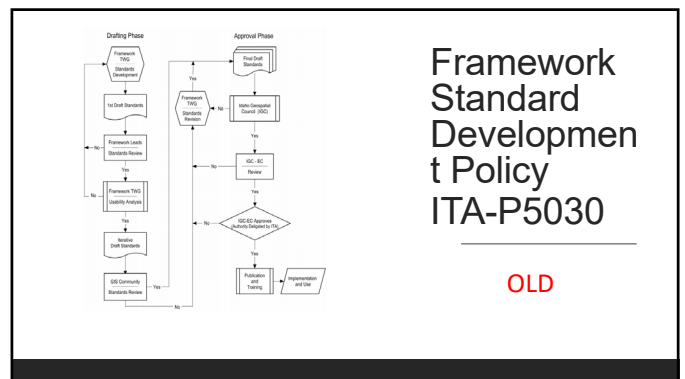 Drafting Phase
Approval Phase
Framework
TWG
Standards
Development
1st Draft Standards
Framework Leads
Standards Review
No
Yes
Framework TWG
Usability Analysis
No
Yes
Iterative
Draft Standards
GIS Community
Standards Review
Yes
No
Final Draft
Standards
Yes
Framework
TWG
Standards
Revision
No
Idaho Geospatial
Council (IGC)
Yes
IGC - EC
Review
No
Yes
IGC-EC Approves
(Authority Delegated by ITA)
No
Yes
Publication
and
Training
Implementation
and Use
Framework
Standard
Developmen
t Policy
ITA-P5030
OLD